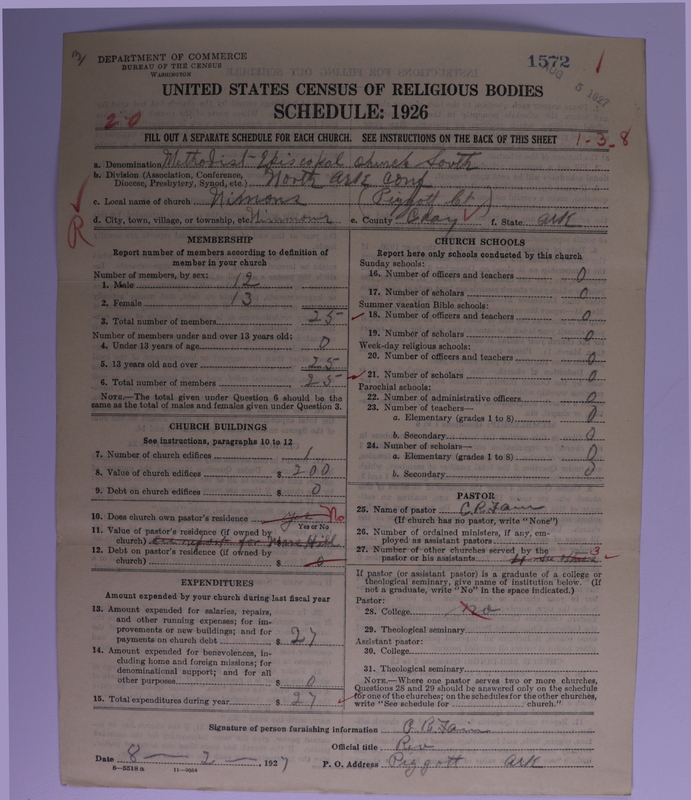 DEPARTMENT OF COMMERCE
BUREAU OF THE CENSUS
WASHINGTON
1572
AUG 5 1927
UNITED STATES CENSUS OF RELIGIOUS BODIES
SCHEDULE: 1926
20
FILL OUT A SEPARATE SCHEDULE FOR EACH CHURCH. SEE INSTRUCTIONS ON THE BACK OF THIS SHEET
1-3-8
a. Denomination Methodist Episcopal Church South
b. Division (Association, Conference, Diocese, Presbytery, Synod, etc.) North Ark Conf
c. Local name of church Nimons (Piggott Ct.)
d. City, town, village, or township, etc. Nimmons e. County Clay f. State Ark
R
MEMBERSHIP
Report number of members according to definition of
member in your church
Number of members, by sex:
1. Male 12
2. Female 13
3. Total number of members 25
Number of members under and over 13 years old:
4. Under 13 years of age 0
5. 13 years old and over 25
6. Total number of members 25
NOTE.—The total given under Question 6 should be the
same as the total of males and females given under Question 3.
CHURCH BUILDINGS
See instructions, paragraphs 10 to 12
7. Number of church edifices 1
8. Value of church edifices $ 200
9. Debt on church edifices $ 0
10. Does church own pastor's residence Yes No
Yes or No
11. Value of pastor's residence (if owned by
church)
12. Debt on pastor's residence (if owned by
church) $ 0
EXPENDITURES
Amount expended by your church during last fiscal year
13. Amount expended for salaries, repairs,
and other running expenses; for im-
provements or new buildings; and for
payments on church debt $ 27
14. Amount expended for benevolences, in-
cluding home and foreign missions; for
denominational support; and for all
other purposes $ 0
15. Total expenditures during year $ 27
CHURCH SCHOOLS
Report here only schools conducted by this church
Sunday schools:
16. Number of officers and teachers 0
17. Number of scholars 0
Summer vacation Bible schools:
18. Number of officers and teachers 0
19. Number of scholars 0
Week-day religious schools:
20. Number of officers and teachers 0
21. Number of scholars 0
Parochial schools:
22. Number of administrative officers 0
23. Number of teachers—
a. Elementary (grades 1 to 8) 0
b. Secondary 0
24. Number of scholars—
a. Elementary (grades 1 to 8) 0
b. Secondary 0
PASTOR
25. Name of pastor C.R. Fain
(If church has no pastor, write "None")
26. Number of ordained ministers, if any, em-
ployed as assistant pastors
27. Number of other churches served by the
pastor or his assistants 3
If pastor (or assistant pastor) is a graduate of a college or
theological seminary, give name of institution below. (If
not a graduate, write "No" in the space indicated.)
Pastor:
28. College No
29. Theological seminary
Assistant pastor:
30. College
31. Theological seminary
NOTE.—Where one pastor serves two or more churches,
Questions 28 and 29 should be answered only on the schedule
for one of the churches; on the schedules for the other churches,
write "See schedule for church."
Signature of person furnishing information C. R. Fain
Official title Rev
Date 8 — 2 —, 1927 P. O. Address Piggott Ark
8—5518a 11—9664